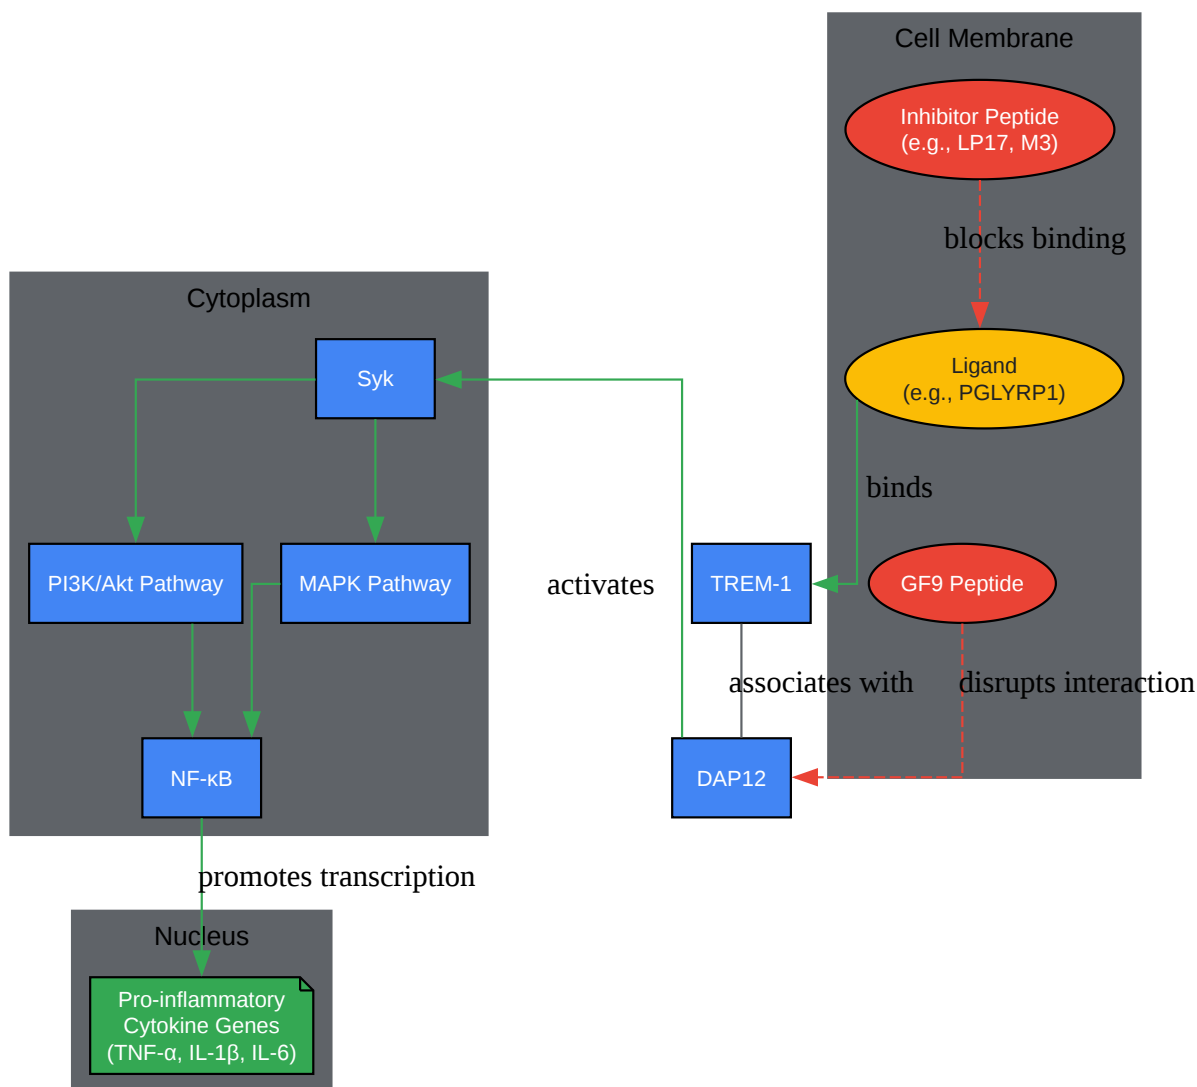 Cell Membrane
Inhibitor Peptide
(e.g., LP17, M3)
blocks binding
Cytoplasm
Syk
Ligand
(e.g., PGLYRP1)
binds
PI3K/Akt Pathway
MAPK Pathway
activates
TREM-1
GF9 Peptide
associates with
disrupts interaction
NF-κB
DAP12
promotes transcription
Nucleus
Pro-inflammatory
Cytokine Genes
(TNF-α, IL-1β, IL-6)